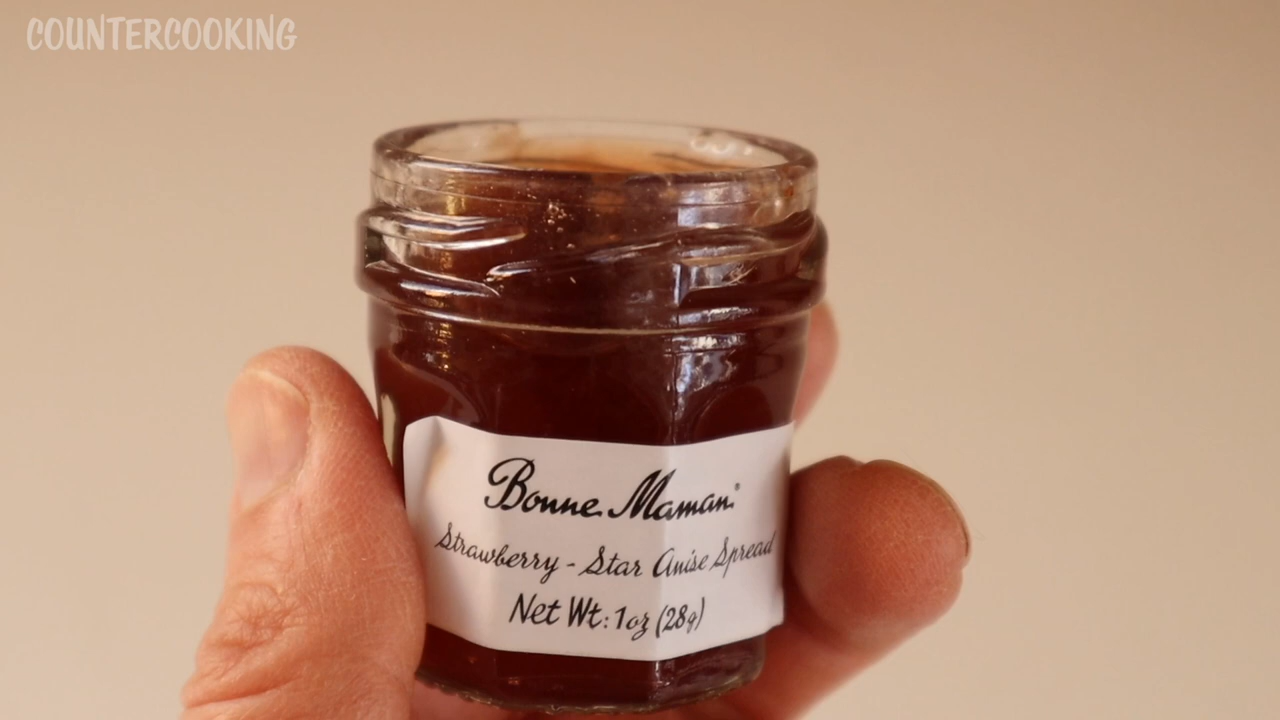 COUNTERCOOKING
Bonne Maman®
Strawberry - Star Anise Spread
Net Wt: 1oz (28g)